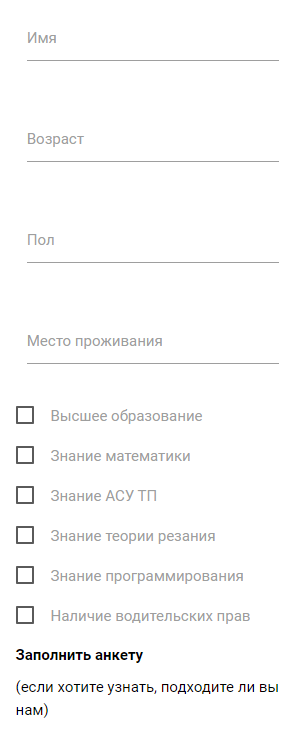 Имя
Возраст
Пол
Место проживания
Высшее образование
Знание математики
Знание АСУ ТП
Знание теории резания
Знание программирования
Наличие водительских прав
Заполнить анкету
(если хотите узнать, подходите ли вы
нам)